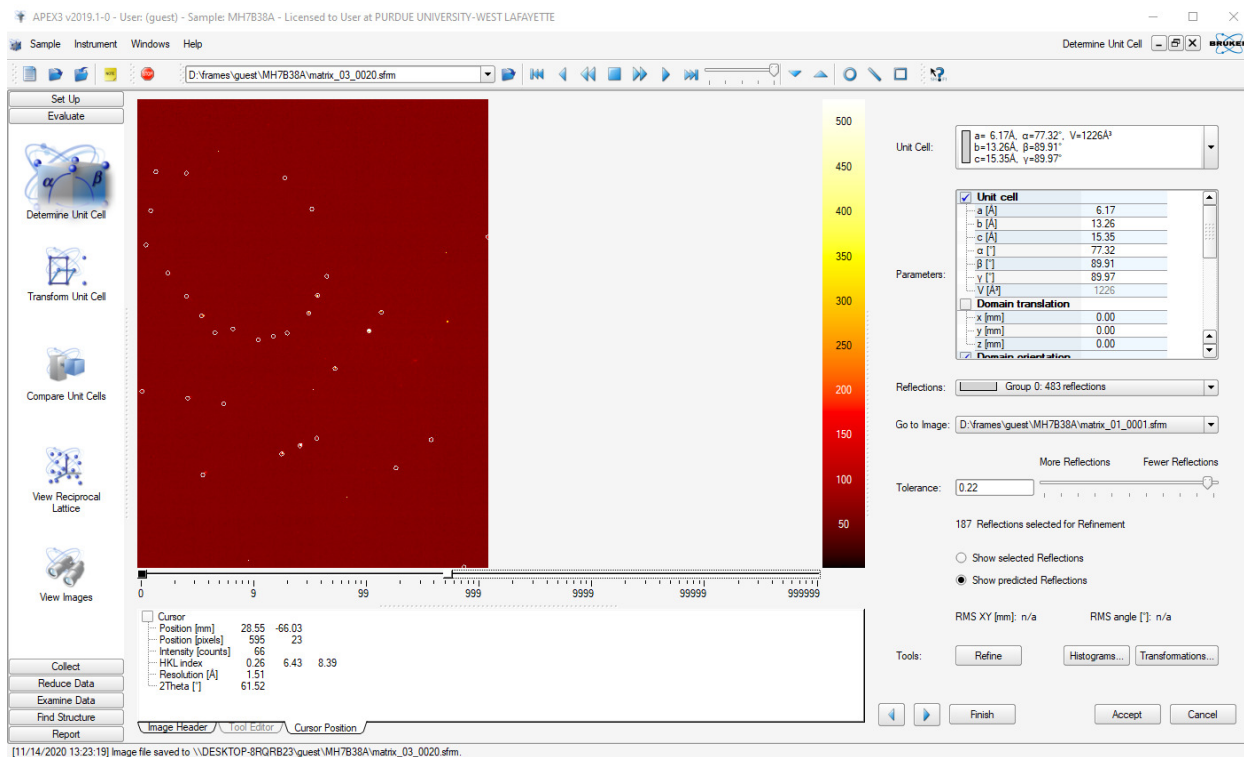 APEX3 v2019.1-0 - User: (guest) - Sample: MH7B38A - Licensed to User at PURDUE UNIVERSITY-WEST LAFAYETTE
Sample Instrument Windows Help
Determine Unit Cell
BRUKER
STOP
D:\frames\guest\MH7B38A\matrix_03_0020.sfrm
Set Up
Evaluate
α β
Determine Unit Cell
Transform Unit Cell
Compare Unit Cells
View Reciprocal
Lattice
View Images
Collect
Reduce Data
Examine Data
Find Structure
Report
500
450
400
350
300
250
200
150
100
50
0 9 99 999 9999 99999 999999
Cursor
Position [mm] 28.55 -66.03
Position [pixels] 595 23
Intensity [counts] 66
HKL index 0.26 6.43 8.39
Resolution [Å] 1.51
2Theta [°] 61.52
Image Header Tool Editor Cursor Position
Unit Cell:
a= 6.17Å, α=77.32°, V=1226Å³
b=13.26Å, β=89.91°
c=15.35Å, γ=89.97°
Parameters:
Unit cell
a [Å] 6.17
b [Å] 13.26
c [Å] 15.35
α [°] 77.32
β [°] 89.91
γ [°] 89.97
V [Å³] 1226
Domain translation
x [mm] 0.00
y [mm] 0.00
z [mm] 0.00
Domain orientation
Reflections: Group 0: 483 reflections
Go to Image: D:\frames\guest\MH7B38A\matrix_01_0001.sfrm
More Reflections Fewer Reflections
Tolerance: 0.22
187 Reflections selected for Refinement
Show selected Reflections
Show predicted Reflections
RMS XY [mm]: n/a RMS angle [°]: n/a
Tools: Refine Histograms... Transformations...
Finish Accept Cancel
[11/14/2020 13:23:19] Image file saved to \\DESKTOP-8RQRB23\guest\MH7B38A\matrix_03_0020.sfrm.